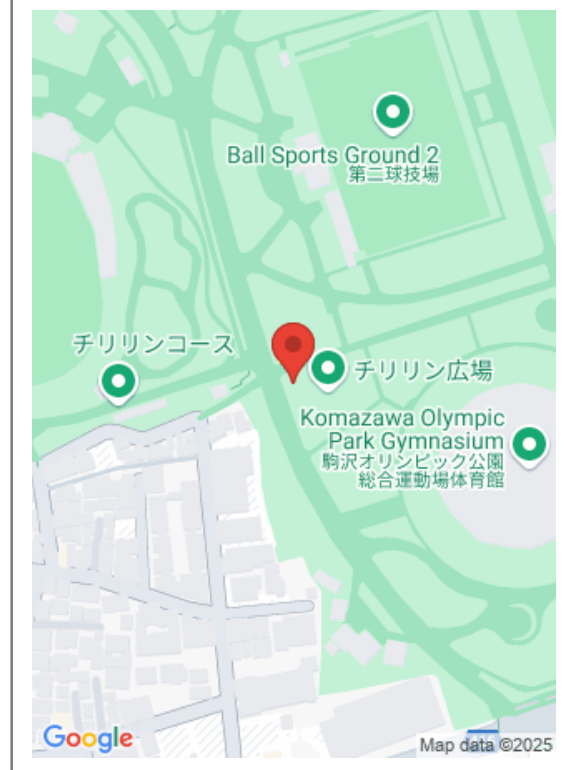 Ball Sports Ground 2
第二球技場
チリリンコース
チリリン広場
Komazawa Olympic
Park Gymnasium
駒沢オリンピック公園
総合運動場体育館
Google
Map data ©2025